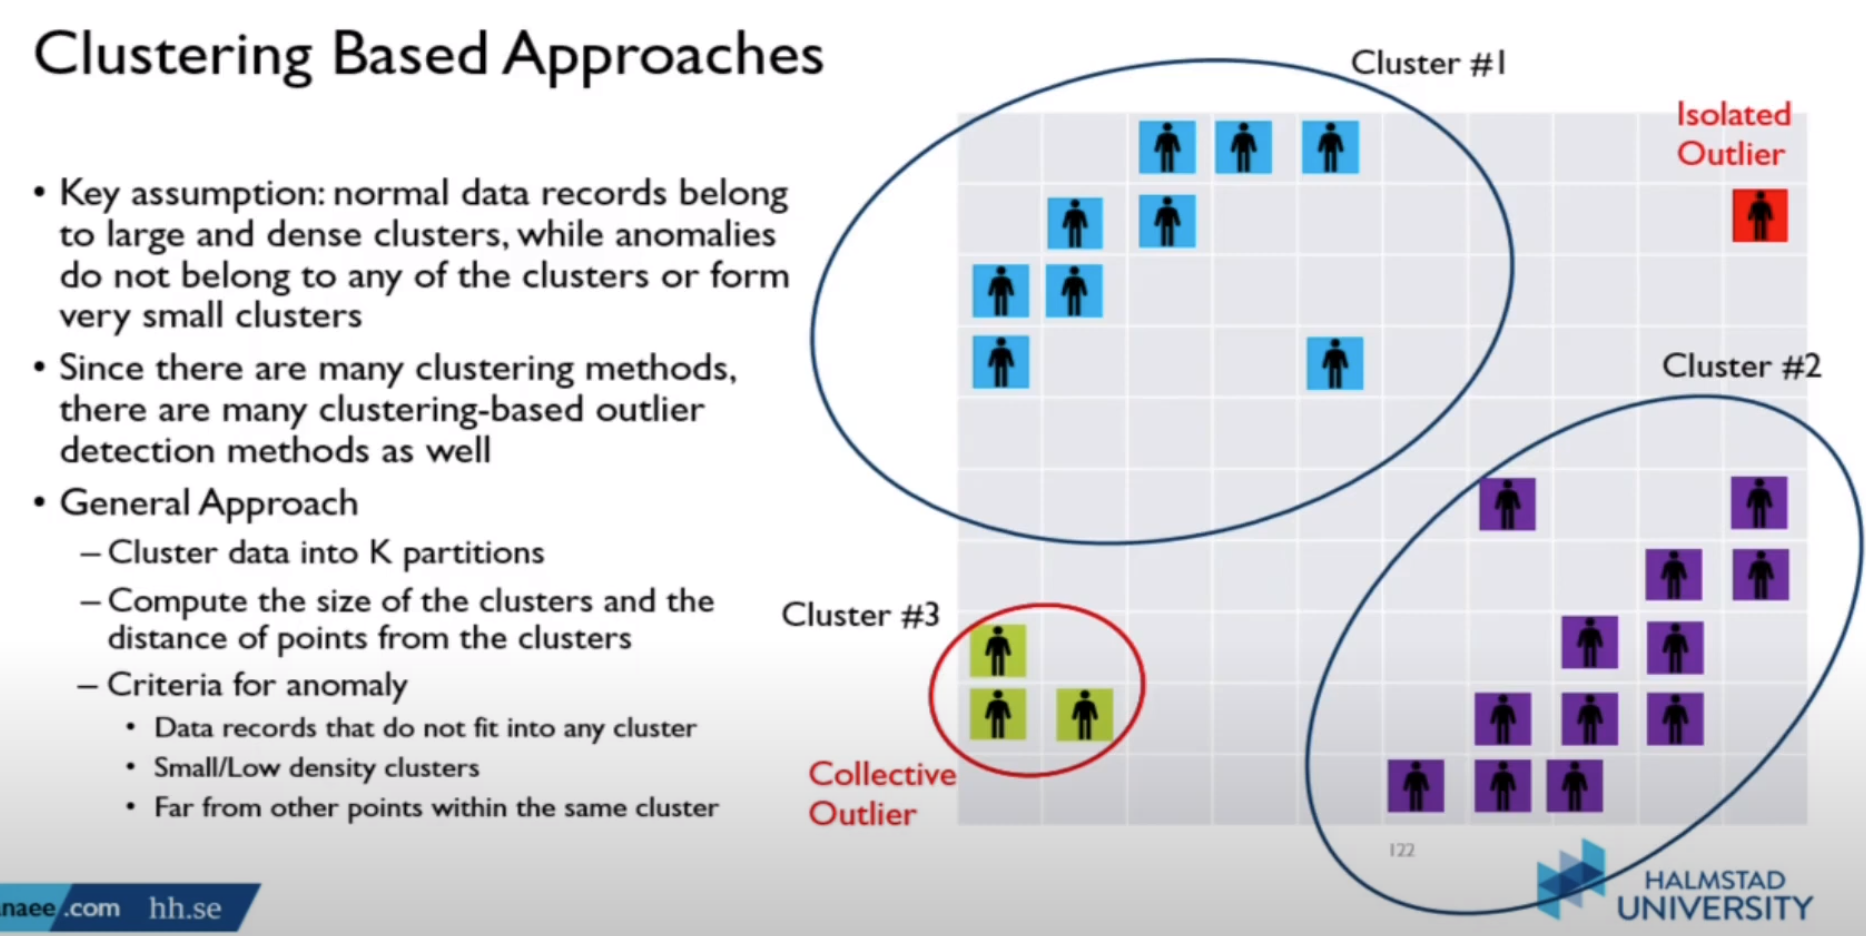 Clustering Based Approaches
• Key assumption: normal data records belong
to large and dense clusters, while anomalies
do not belong to any of the clusters or form
very small clusters
• Since there are many clustering methods,
there are many clustering-based outlier
detection methods as well
• General Approach
– Cluster data into K partitions
– Compute the size of the clusters and the
distance of points from the clusters
– Criteria for anomaly
• Data records that do not fit into any cluster
• Small/Low density clusters
• Far from other points within the same cluster
Cluster #1
Isolated
Outlier
Cluster #2
Cluster #3
Collective
Outlier
122
naee.com hh.se
HALMSTAD
UNIVERSITY